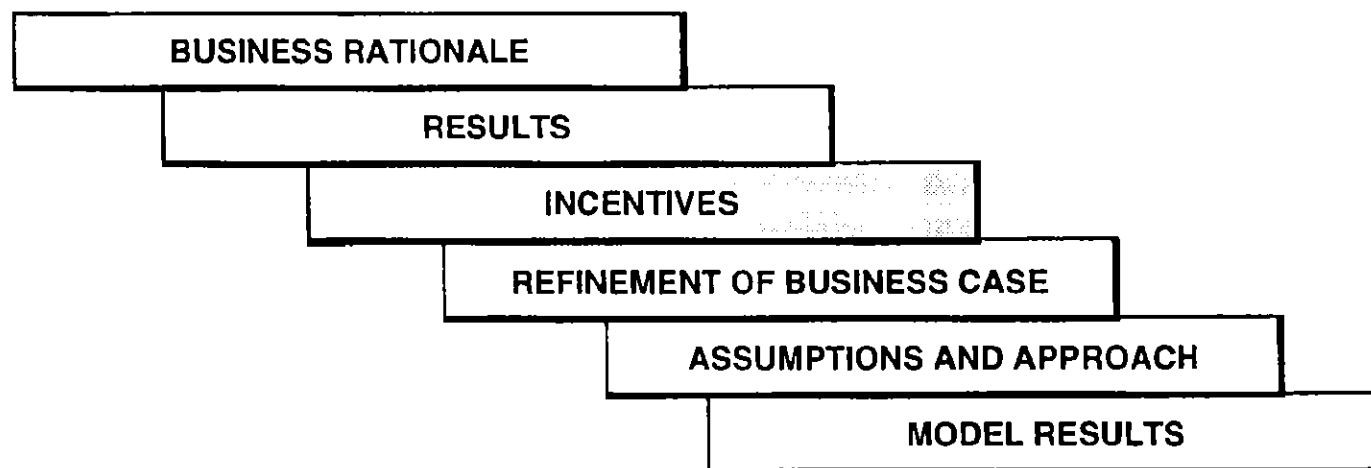 BUSINESS RATIONALE
RESULTS
INCENTIVES
REFINEMENT OF BUSINESS CASE
ASSUMPTIONS AND APPROACH
MODEL RESULTS